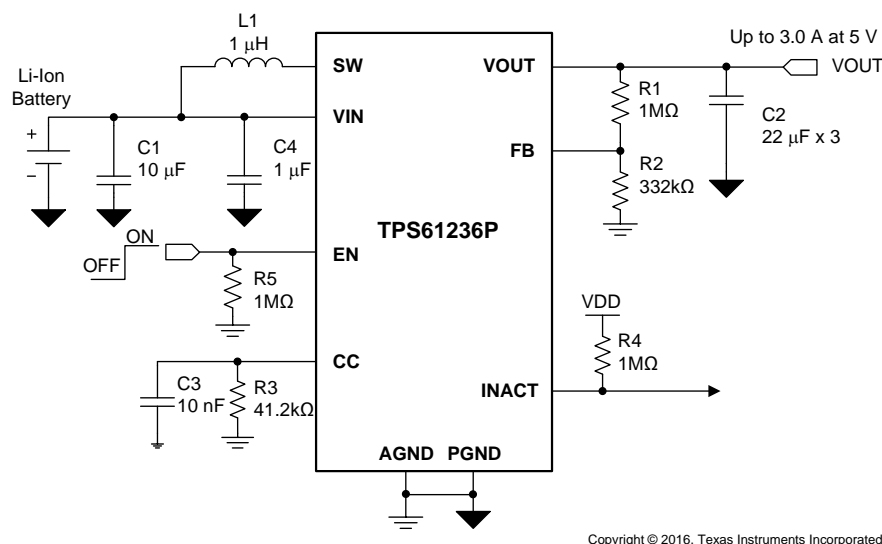 L1
1 µH
Up to 3.0 A at 5 V
SW
VOUT
VOUT
Li-Ion
Battery
R1
1MΩ
VIN
C2
22 µF x 3
+
–
C1
10 µF
C4
1 µF
FB
R2
332kΩ
TPS61236P
ON
OFF
EN
R5
1MΩ
VDD
R4
1MΩ
CC
C3
10 nF
R3
41.2kΩ
INACT
AGND
PGND
Copyright © 2016, Texas Instruments Incorporated